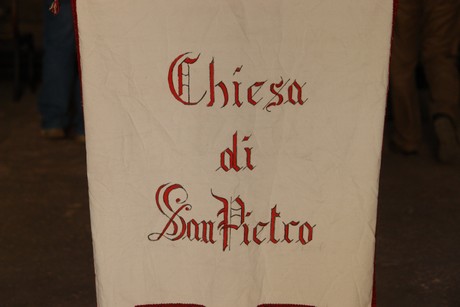 Chiesa
di
San Pietro